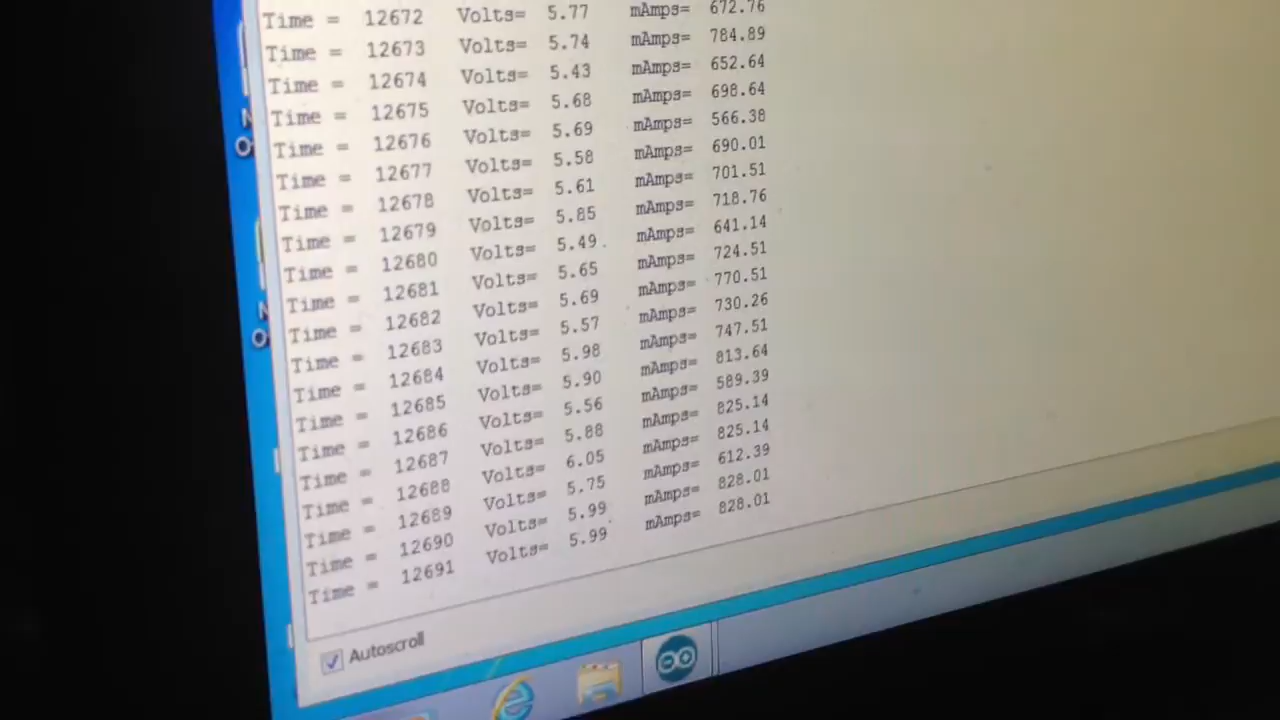 Time = 12672 Volts= 5.77 mAmps= 672.76
Time = 12673 Volts= 5.74 mAmps= 784.89
Time = 12674 Volts= 5.43 mAmps= 652.64
Time = 12675 Volts= 5.68 mAmps= 698.64
Time = 12676 Volts= 5.69 mAmps= 566.38
Time = 12677 Volts= 5.58 mAmps= 690.01
Time = 12678 Volts= 5.61 mAmps= 701.51
Time = 12679 Volts= 5.85 mAmps= 718.76
Time = 12680 Volts= 5.49 mAmps= 641.14
Time = 12681 Volts= 5.65 mAmps= 724.51
Time = 12682 Volts= 5.69 mAmps= 770.51
Time = 12683 Volts= 5.57 mAmps= 730.26
Time = 12684 Volts= 5.98 mAmps= 747.51
Time = 12685 Volts= 5.90 mAmps= 813.64
Time = 12686 Volts= 5.56 mAmps= 589.39
Time = 12687 Volts= 5.88 mAmps= 825.14
Time = 12688 Volts= 6.05 mAmps= 825.14
Time = 12689 Volts= 5.75 mAmps= 612.39
Time = 12690 Volts= 5.99 mAmps= 828.01
Time = 12691 Volts= 5.99 mAmps= 828.01
Autoscroll